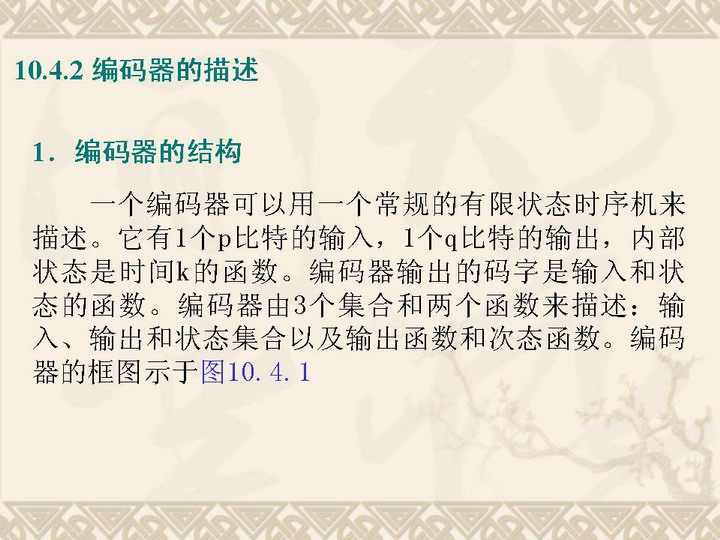 10.4.2 编码器的描述
1．编码器的结构
一个编码器可以用一个常规的有限状态时序机来
描述。它有1个p比特的输入，1个q比特的输出，内部
状态是时间k的函数。编码器输出的码字是输入和状
态的函数。编码器由3个集合和两个函数来描述：输
入、输出和状态集合以及输出函数和次态函数。编码
器的框图示于图10.4.1